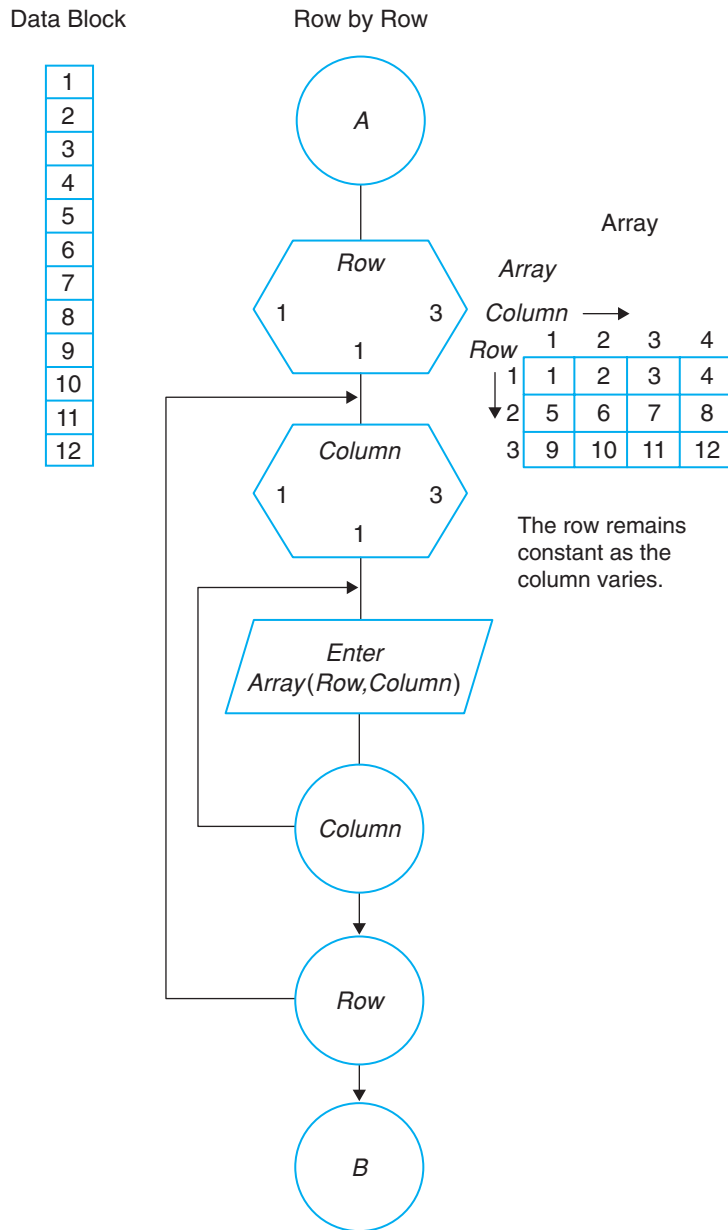 Data Block
1
2
3
4
5
6
7
8
9
10
11
12
Row by Row
A
Row
1 3
1
Column
1 3
1
Enter
Array(Row,Column)
Column
Row
B
Array
Array
Column
Row
1 2 3 4
1 1 2 3 4
2 5 6 7 8
3 9 10 11 12
The row remains
constant as the
column varies.